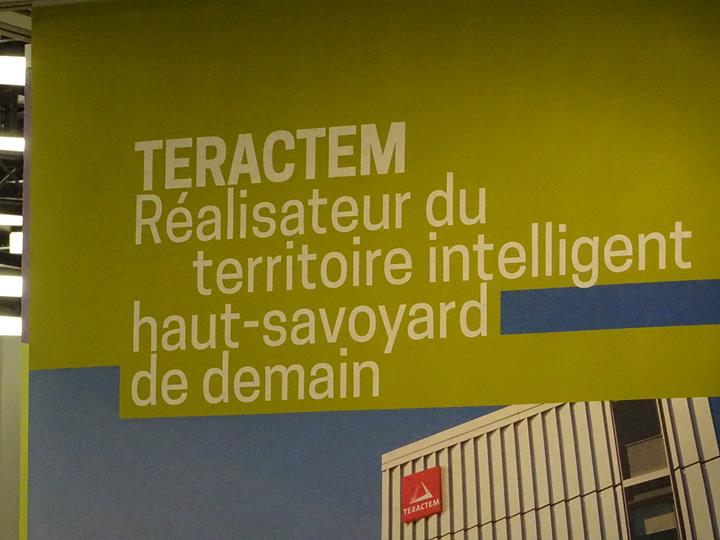 TERACTEM
Réalisateur du
territoire intelligent
haut-savoyard
de demain
TERACTEM